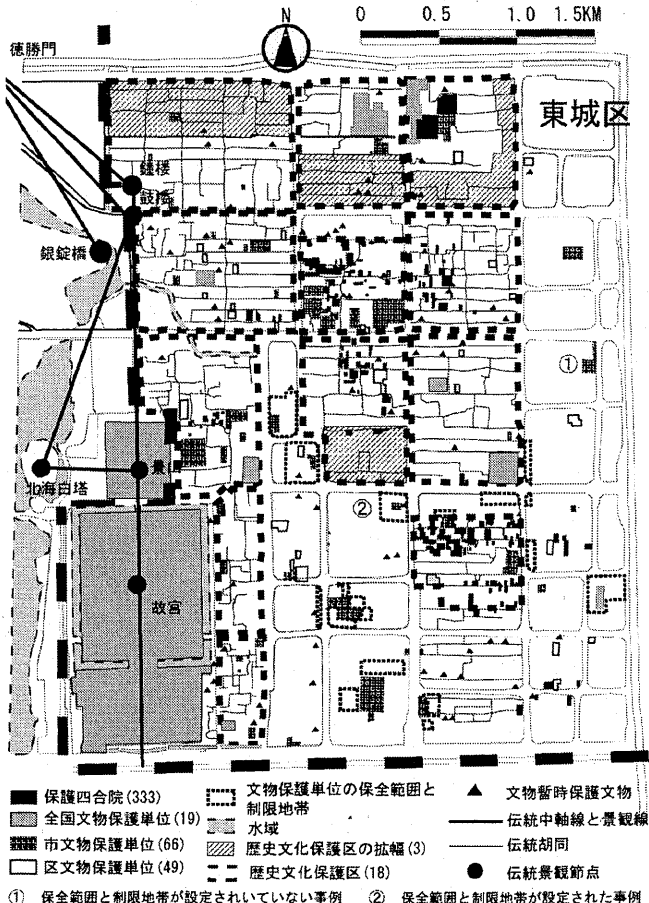 N
0 0.5 1.0 1.5KM
徳勝門
東城区
鐘楼
鼓楼
銀錠橋
①
景山
北海白塔
②
故宮
保護四合院(333)
全国文物保護単位(19)
市文物保護単位(66)
区文物保護単位(49)
文物保護単位の保全範囲と
制限地帯
水域
歴史文化保護区の拡幅(3)
歴史文化保護区(18)
文物暫時保護文物
伝統中軸線と景観線
伝統胡同
伝統景観節点
① 保全範囲と制限地帯が設定されいていない事例 ② 保全範囲と制限地帯が設定された事例